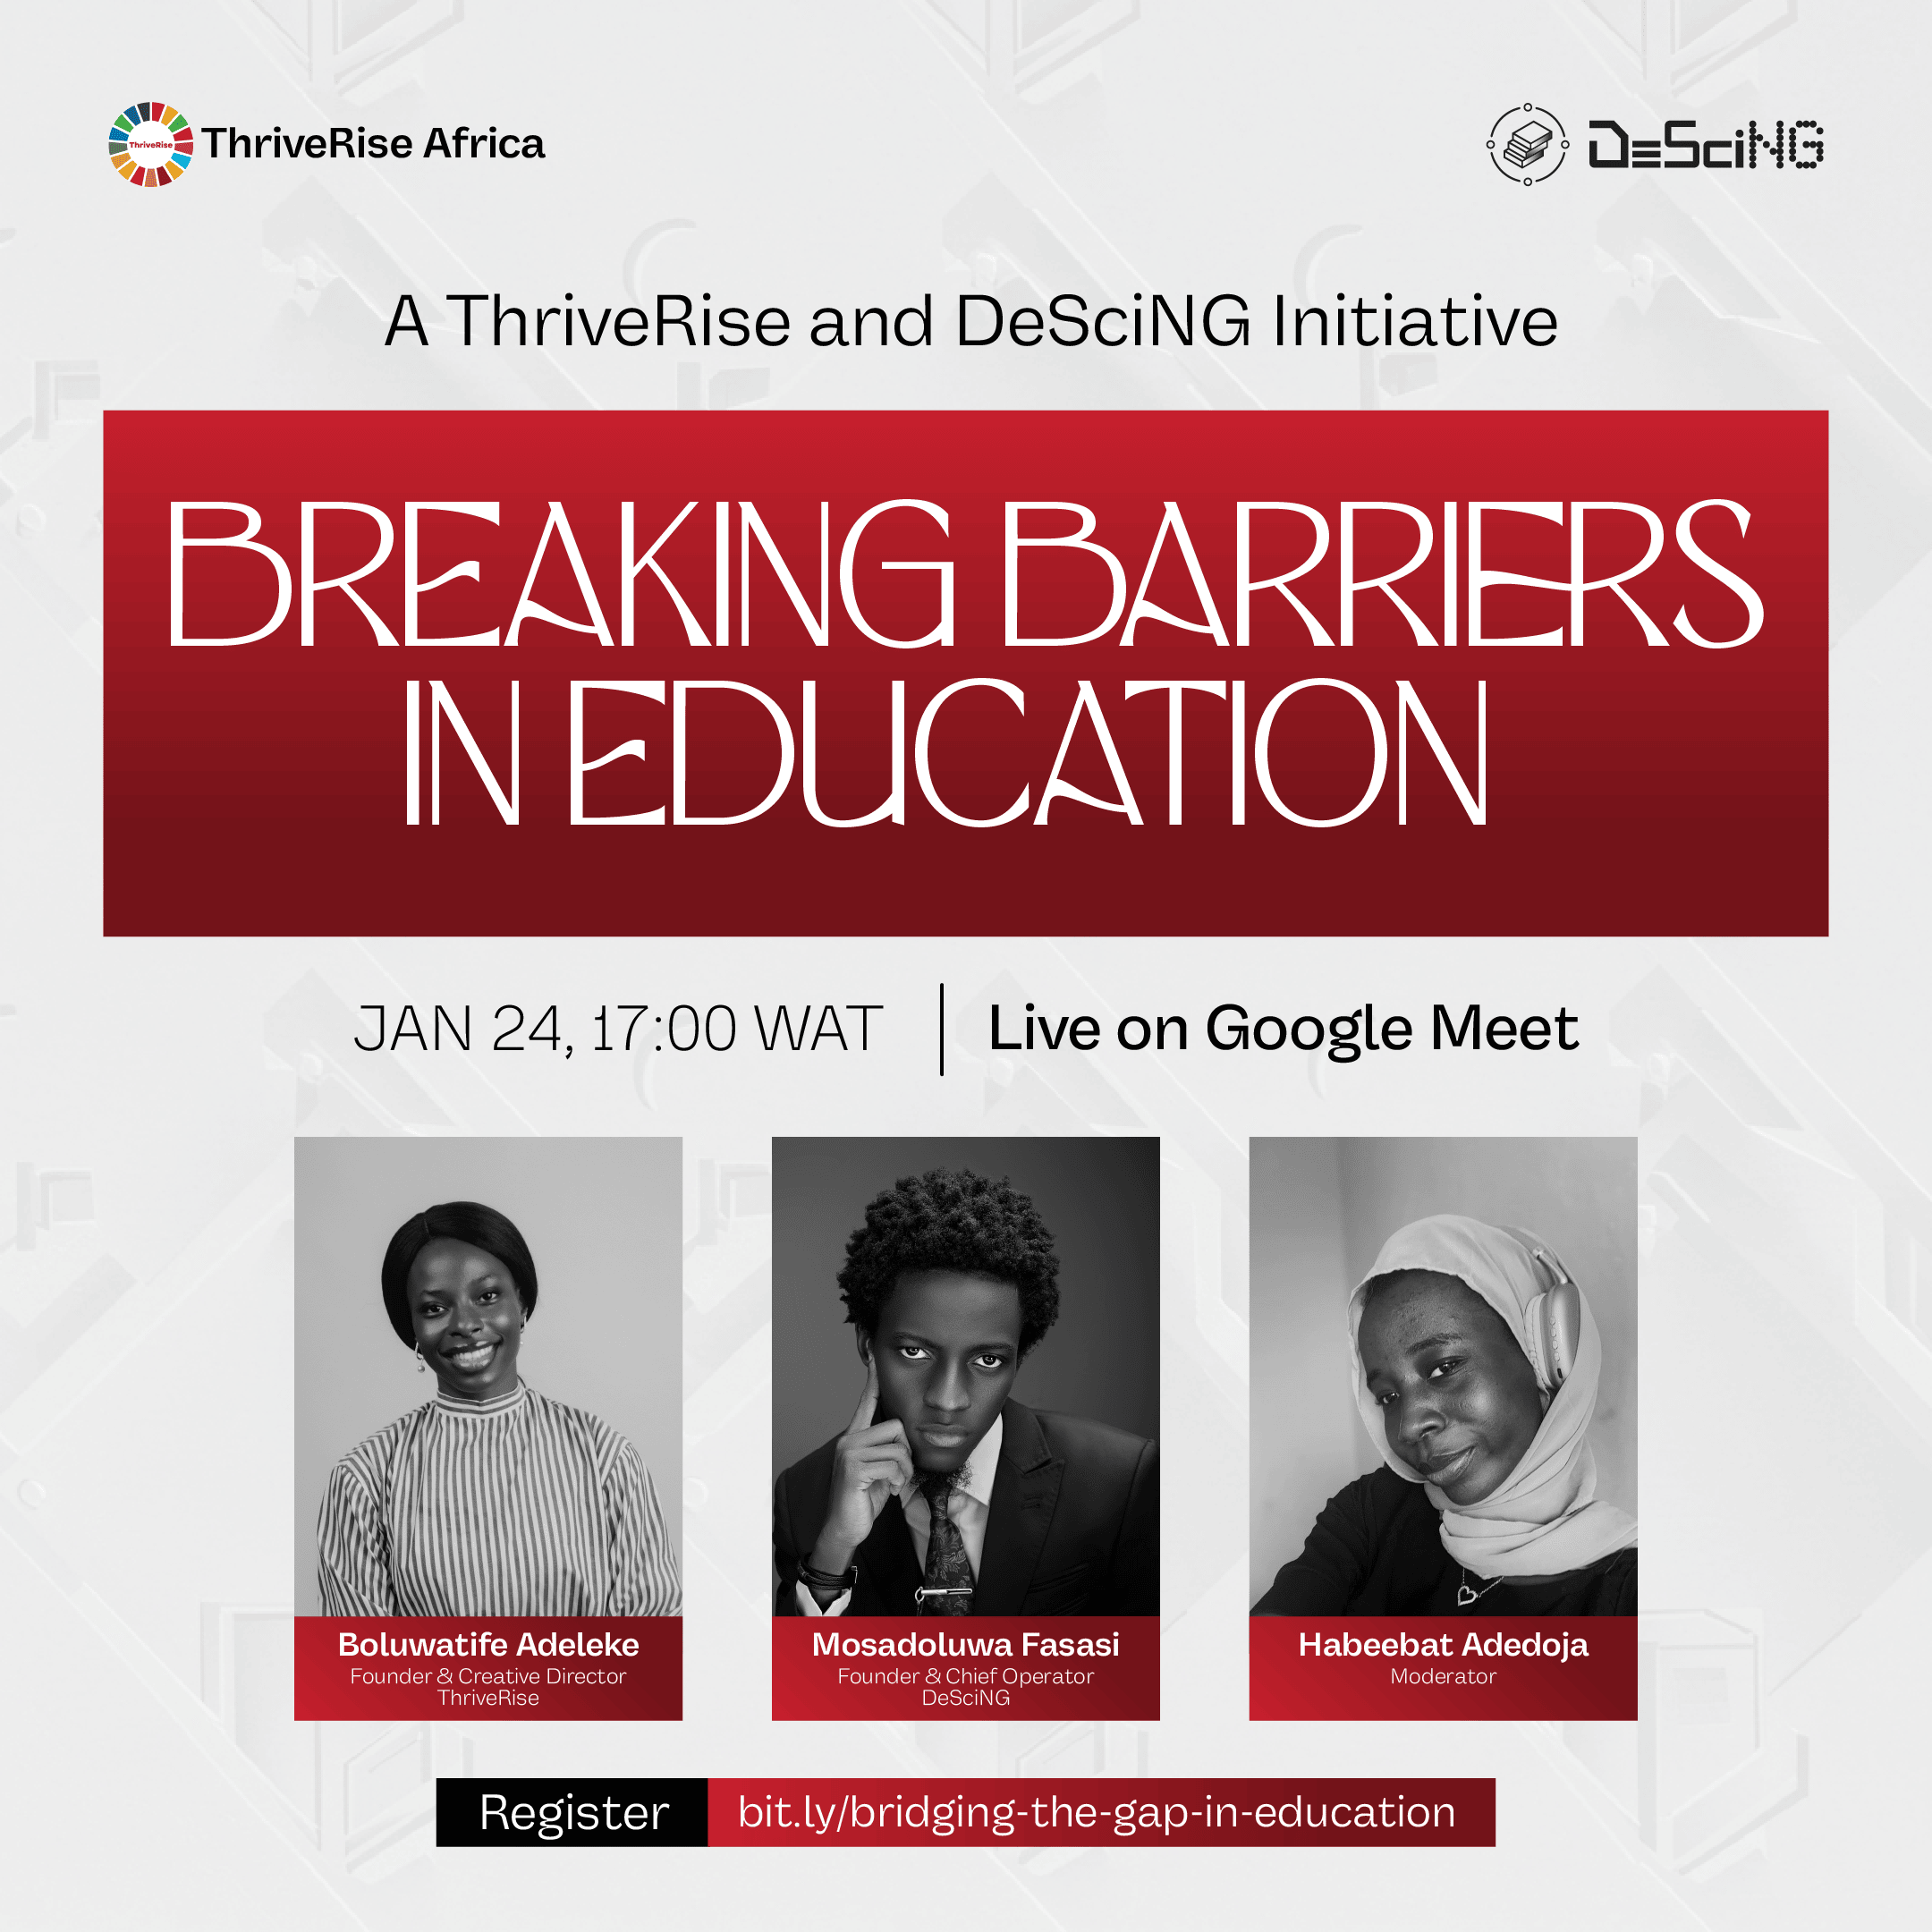 ThriveRise
ThriveRise Africa
DeSciNG
A ThriveRise and DeSciNG Initiative
BREAKING BARRIERS
IN EDUCATION
JAN 24, 17:00 WAT
Live on Google Meet
Boluwatife Adeleke
Founder & Creative Director
ThriveRise
Mosadoluwa Fasasi
Founder & Chief Operator
DeSciNG
Habeebat Adedoja
Moderator
Register
bit.ly/bridging-the-gap-in-education